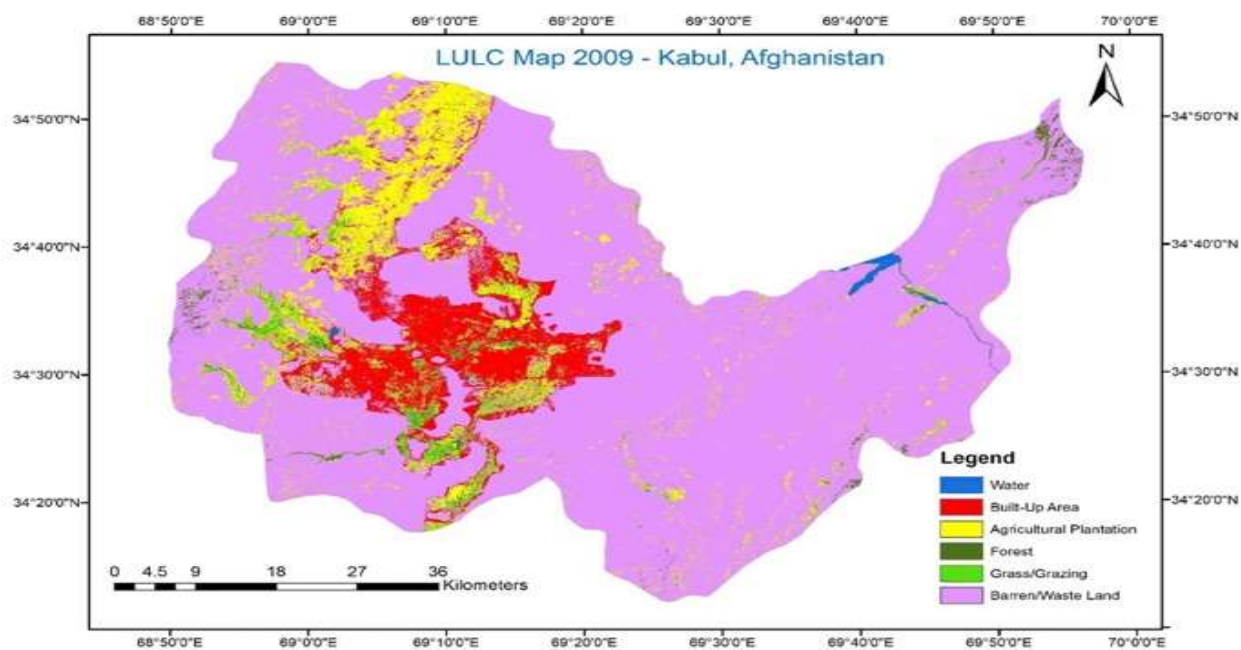 68°50'0"E 69°0'0"E 69°10'0"E 69°20'0"E 69°30'0"E 69°40'0"E 69°50'0"E 70°0'0"E
LULC Map 2009 - Kabul, Afghanistan
N
34°50'0"N 34°50'0"N
34°40'0"N 34°40'0"N
34°30'0"N 34°30'0"N
34°20'0"N 34°20'0"N
Legend
Water
Built-Up Area
Agricultural Plantation
Forest
Grass/Grazing
Barren/Waste Land
0 4.5 9 18 27 36
Kilometers
68°50'0"E 69°0'0"E 69°10'0"E 69°20'0"E 69°30'0"E 69°40'0"E 69°50'0"E 70°0'0"E